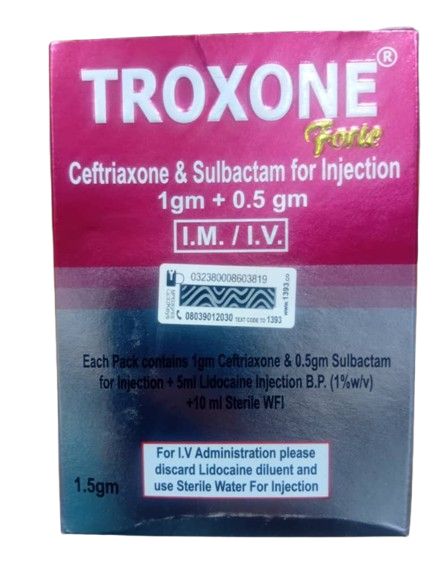 TROXONE®
Forte
Ceftriaxone & Sulbactam for Injection
1gm + 0.5 gm
I.M. / I.V.
032380008603819
www.1393.co
08039012030 TEXT CODE TO 1393
Each Pack contains 1gm Ceftriaxone & 0.5gm Sulbactam
for Injection + 5ml Lidocaine Injection B.P. (1%w/v)
+10 ml Sterile WFI
For I.V Administration please
discard Lidocaine diluent and
use Sterile Water For Injection
1.5gm